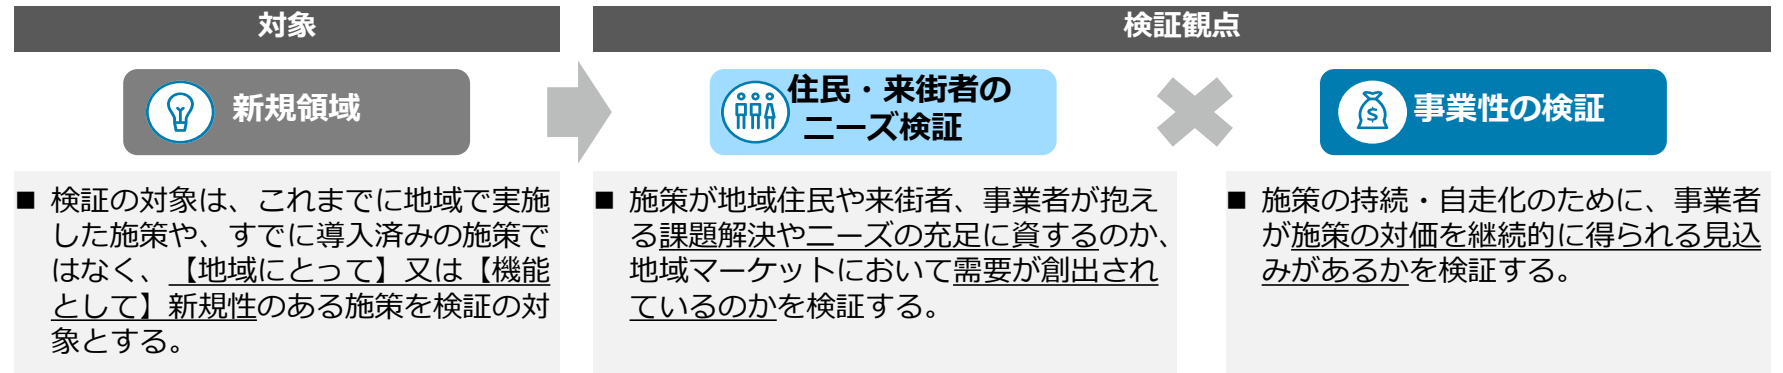 対象
検証観点
新規領域
住民・来街者の
ニーズ検証
事業性の検証
■ 検証の対象は、これまでに地域で実施
した施策や、すでに導入済みの施策で
はなく、【地域にとって】又は【機能
として】新規性のある施策を検証の対
象とする。
■ 施策が地域住民や来街者、事業者が抱え
る課題解決やニーズの充足に資するのか、
地域マーケットにおいて需要が創出され
ているのかを検証する。
■ 施策の持続・自走化のために、事業者
が施策の対価を継続的に得られる見込
みがあるかを検証する。